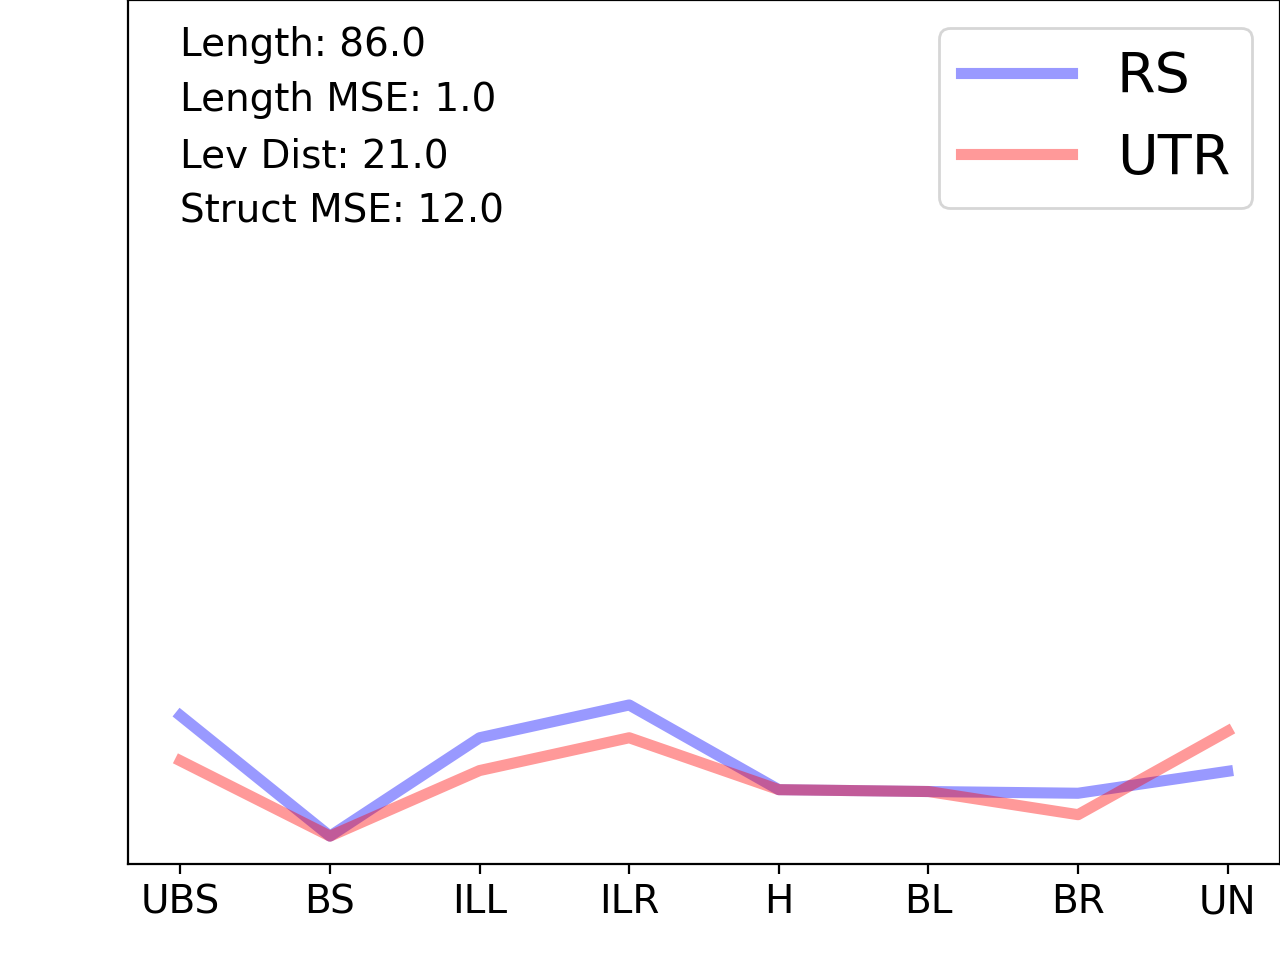 Length: 86.0
Length MSE: 1.0
Lev Dist: 21.0
Struct MSE: 12.0
RS
UTR
UBS BS ILL ILR H BL BR UN